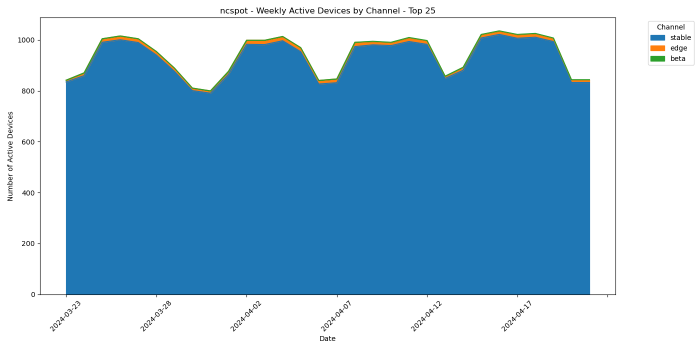 ncspot - Weekly Active Devices by Channel - Top 25
Number of Active Devices
1000
800
600
400
200
0
2024-03-23
2024-03-28
2024-04-02
2024-04-07
2024-04-12
2024-04-17
Date
Channel
stable
edge
beta